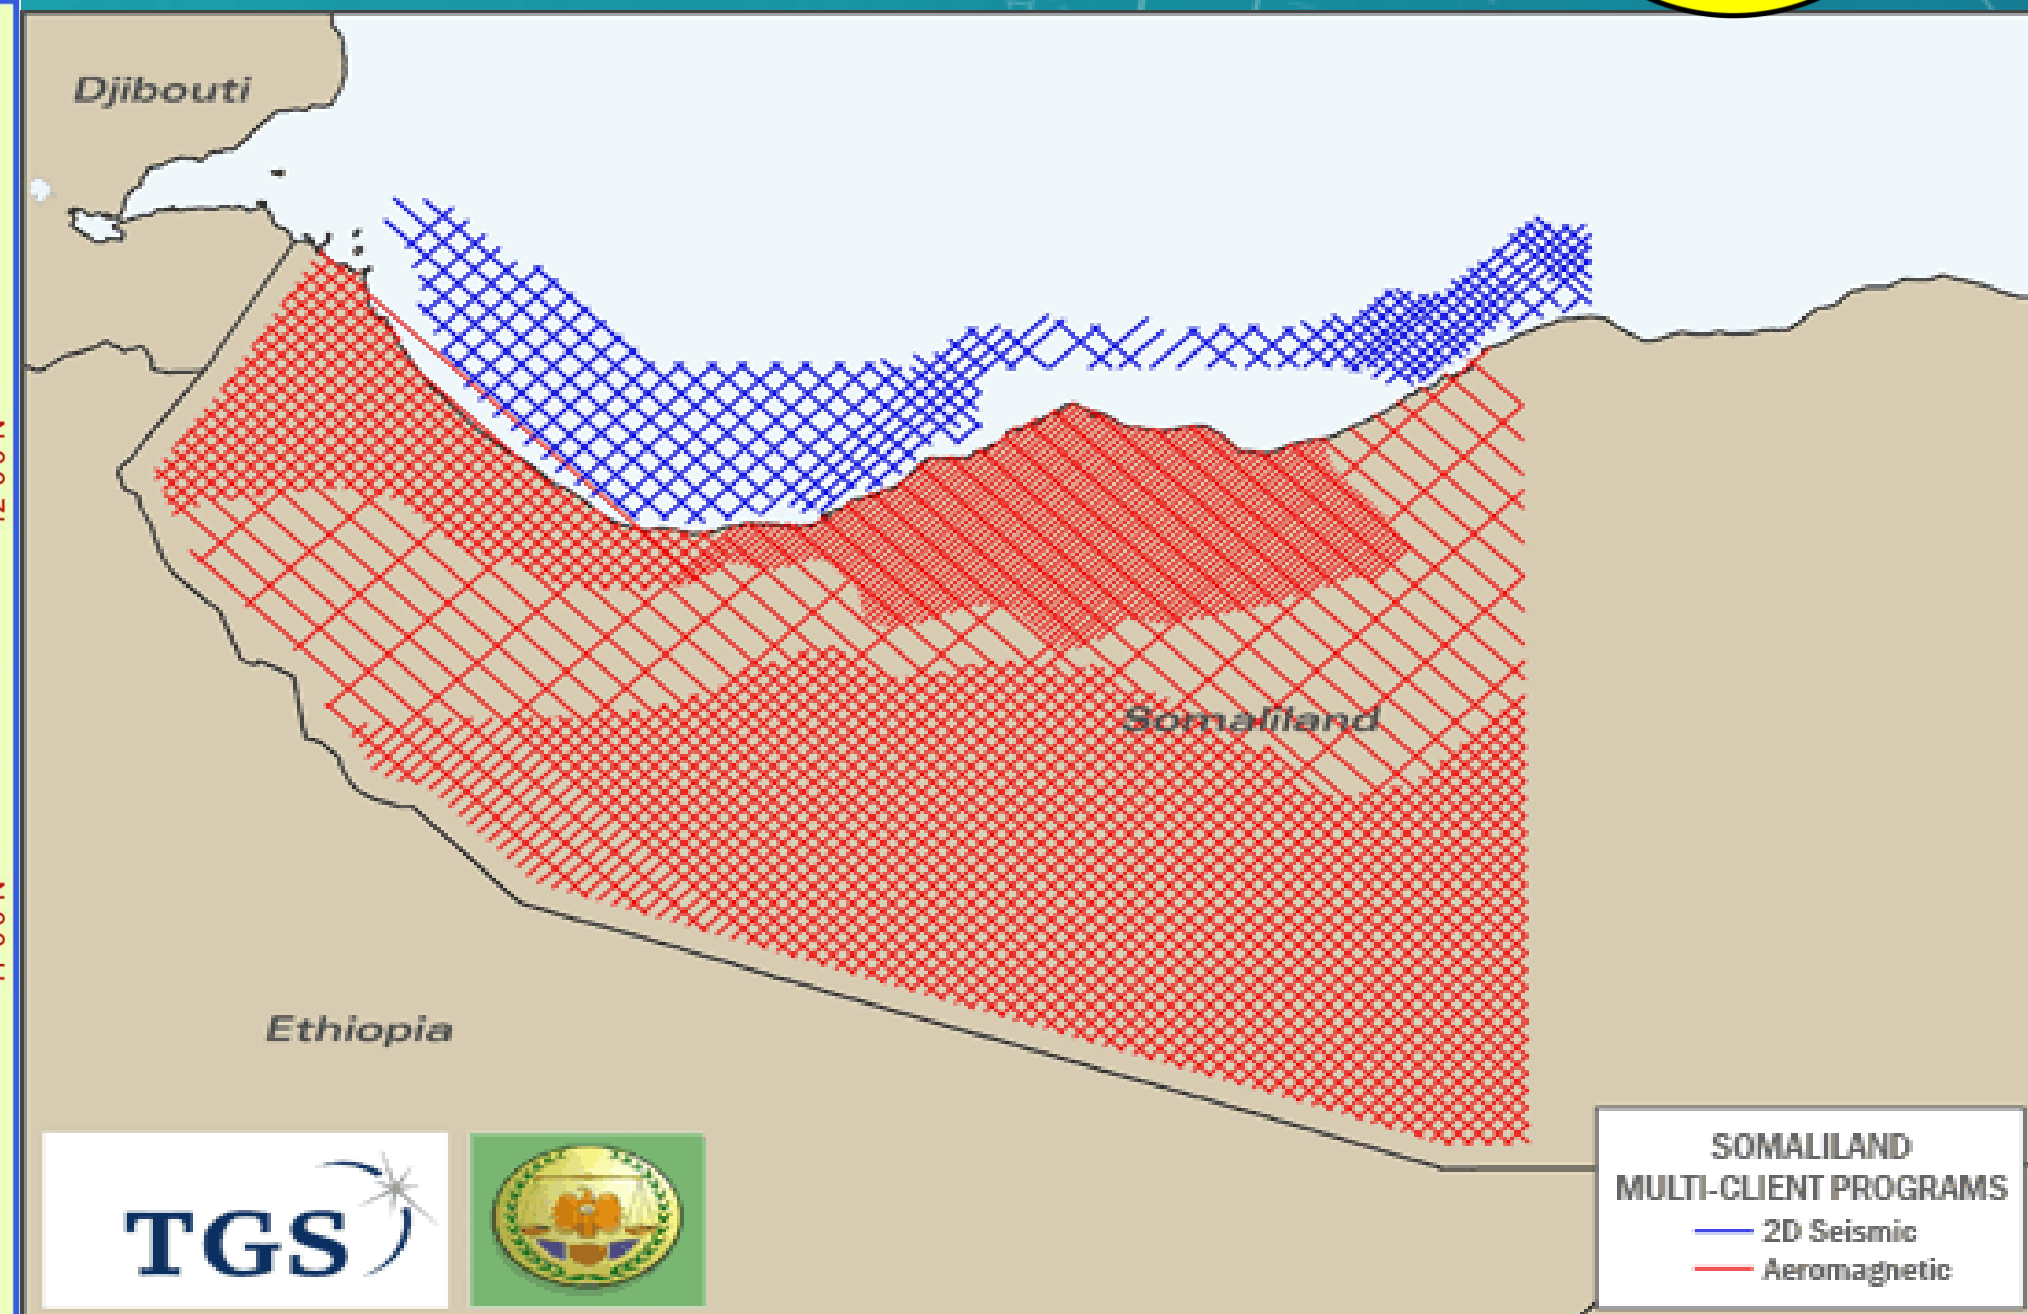 Djibouti
Somaliland
Ethiopia
TGS
SOMALILAND
MULTI-CLIENT PROGRAMS
2D Seismic
Aeromagnetic